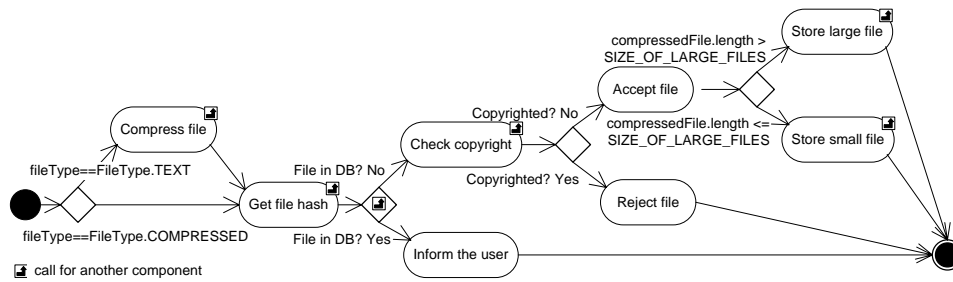 Store large file
compressedFile.length >
SIZE_OF_LARGE_FILES
Accept file
Copyrighted? No
compressedFile.length <=
SIZE_OF_LARGE_FILES
Store small file
Compress file
Check copyright
fileType==FileType.TEXT
File in DB? No
Copyrighted? Yes
Get file hash
Reject file
fileType==FileType.COMPRESSED
File in DB? Yes
Inform the user
call for another component